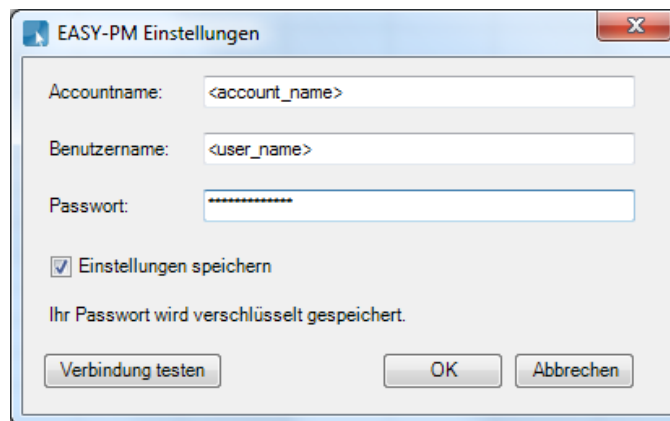 EASY-PM Einstellungen
Accountname: <account_name>
Benutzername: <user_name>
Passwort: *************
Einstellungen speichern
Ihr Passwort wird verschlüsselt gespeichert.
Verbindung testen OK Abbrechen